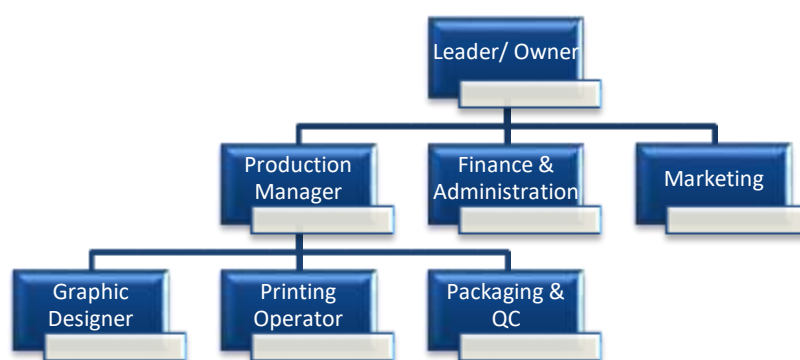 Leader/ Owner
Production
Manager
Finance &
Administration
Marketing
Graphic
Designer
Printing
Operator
Packaging &
QC